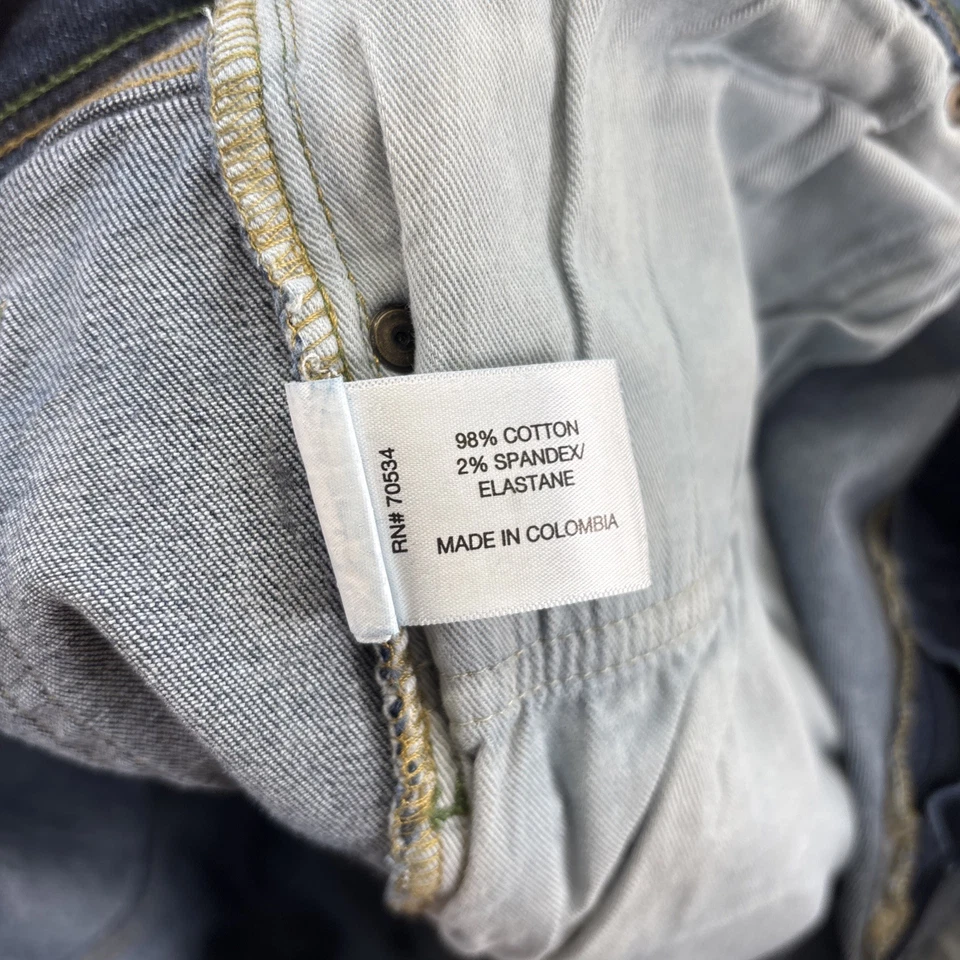 RN# 70534
98% COTTON
2% SPANDEX/
ELASTANE
MADE IN COLOMBIA